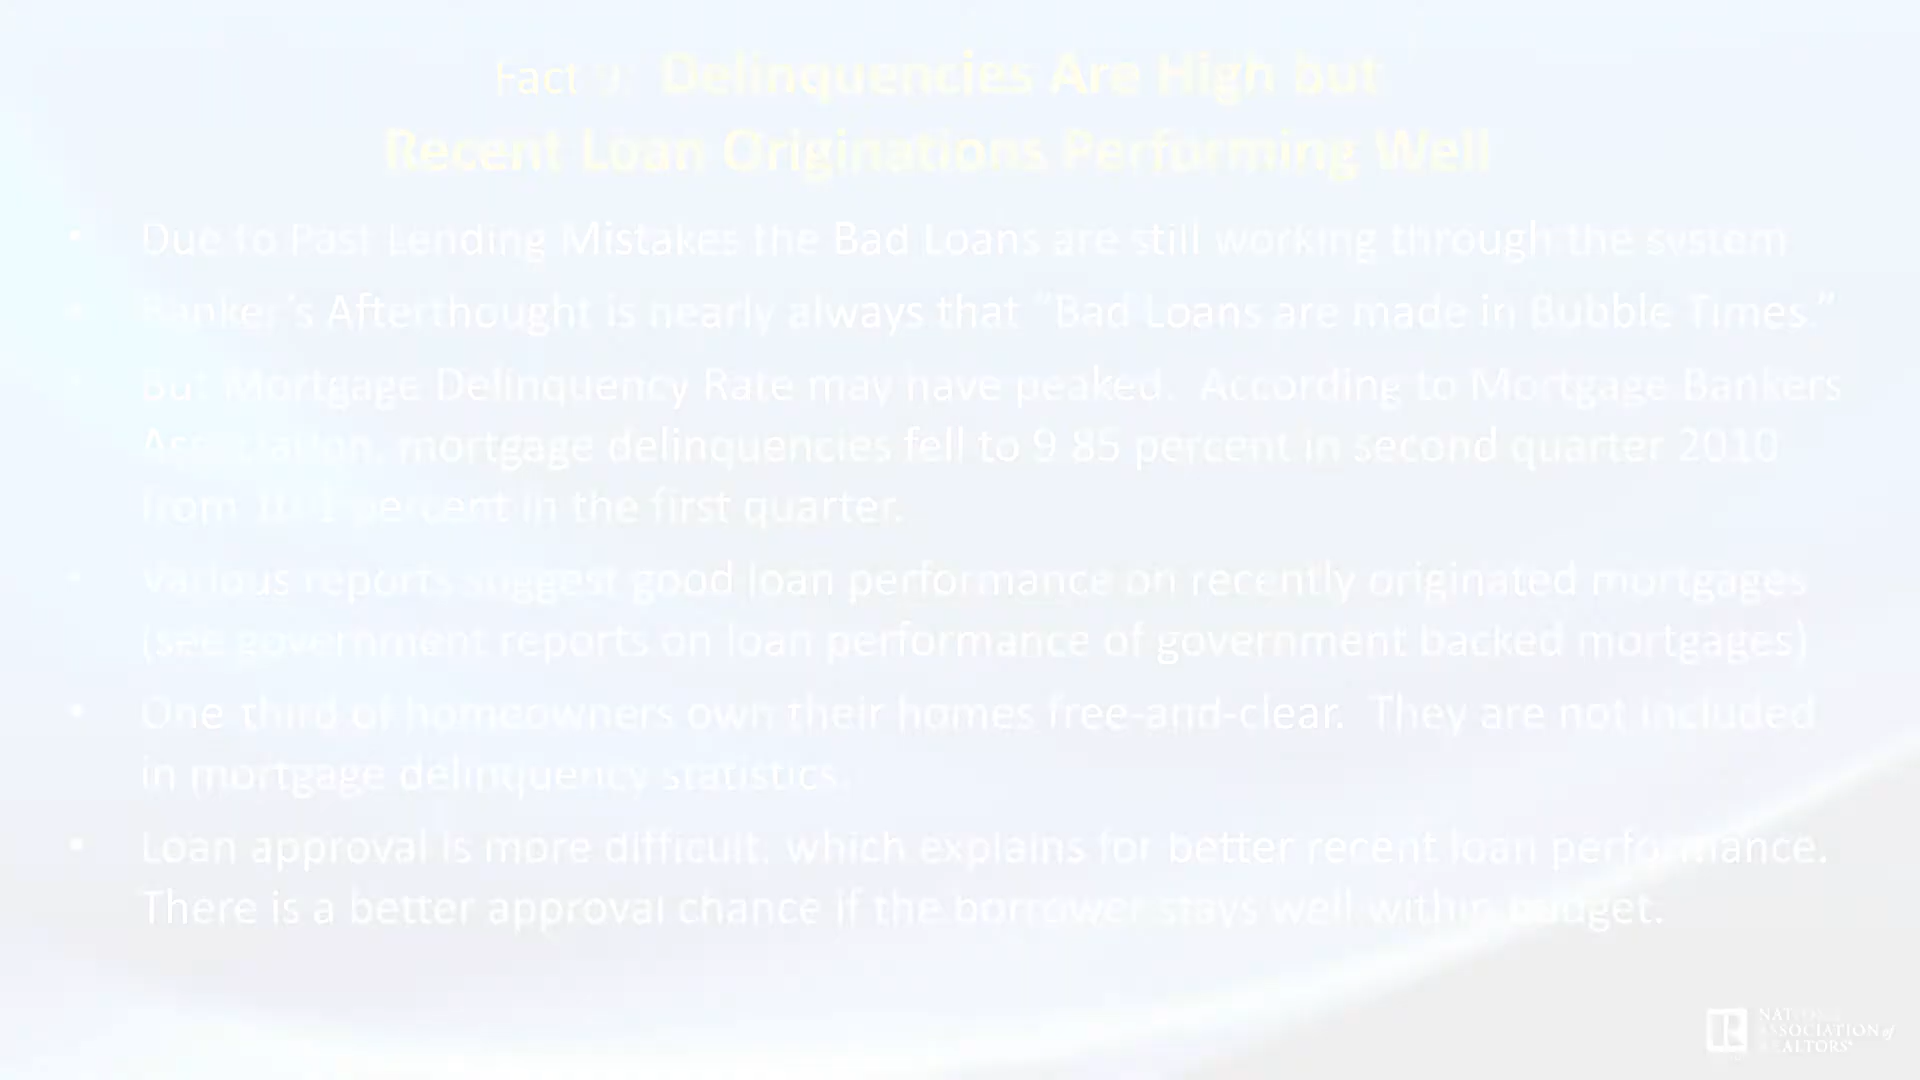 Fact 9: Delinquencies Are High but
Recent Loan Originations Performing Well
• Due to Past Lending Mistakes the Bad Loans are still working through the system
• Banker's Afterthought is nearly always that “Bad Loans are made in Bubble Times.”
• But Mortgage Delinquency Rate may have peaked. According to Mortgage Bankers
Association, mortgage delinquencies fell to 9.85 percent in second quarter 2010
from percent in the first quarter.
• Various reports suggest good loan performance on recently originated mortgages
(see government reports on loan performance of government backed mortgages)
• One third of homeowners own their homes free-and-clear. They are not included
in mortgage delinquency statistics.
• Loan approval is more difficult, which explains for better recent loan performance.
There is a better approval chance if the borrower stays well within budget.
NATIONAL
ASSOCIATION of
REALTORS®